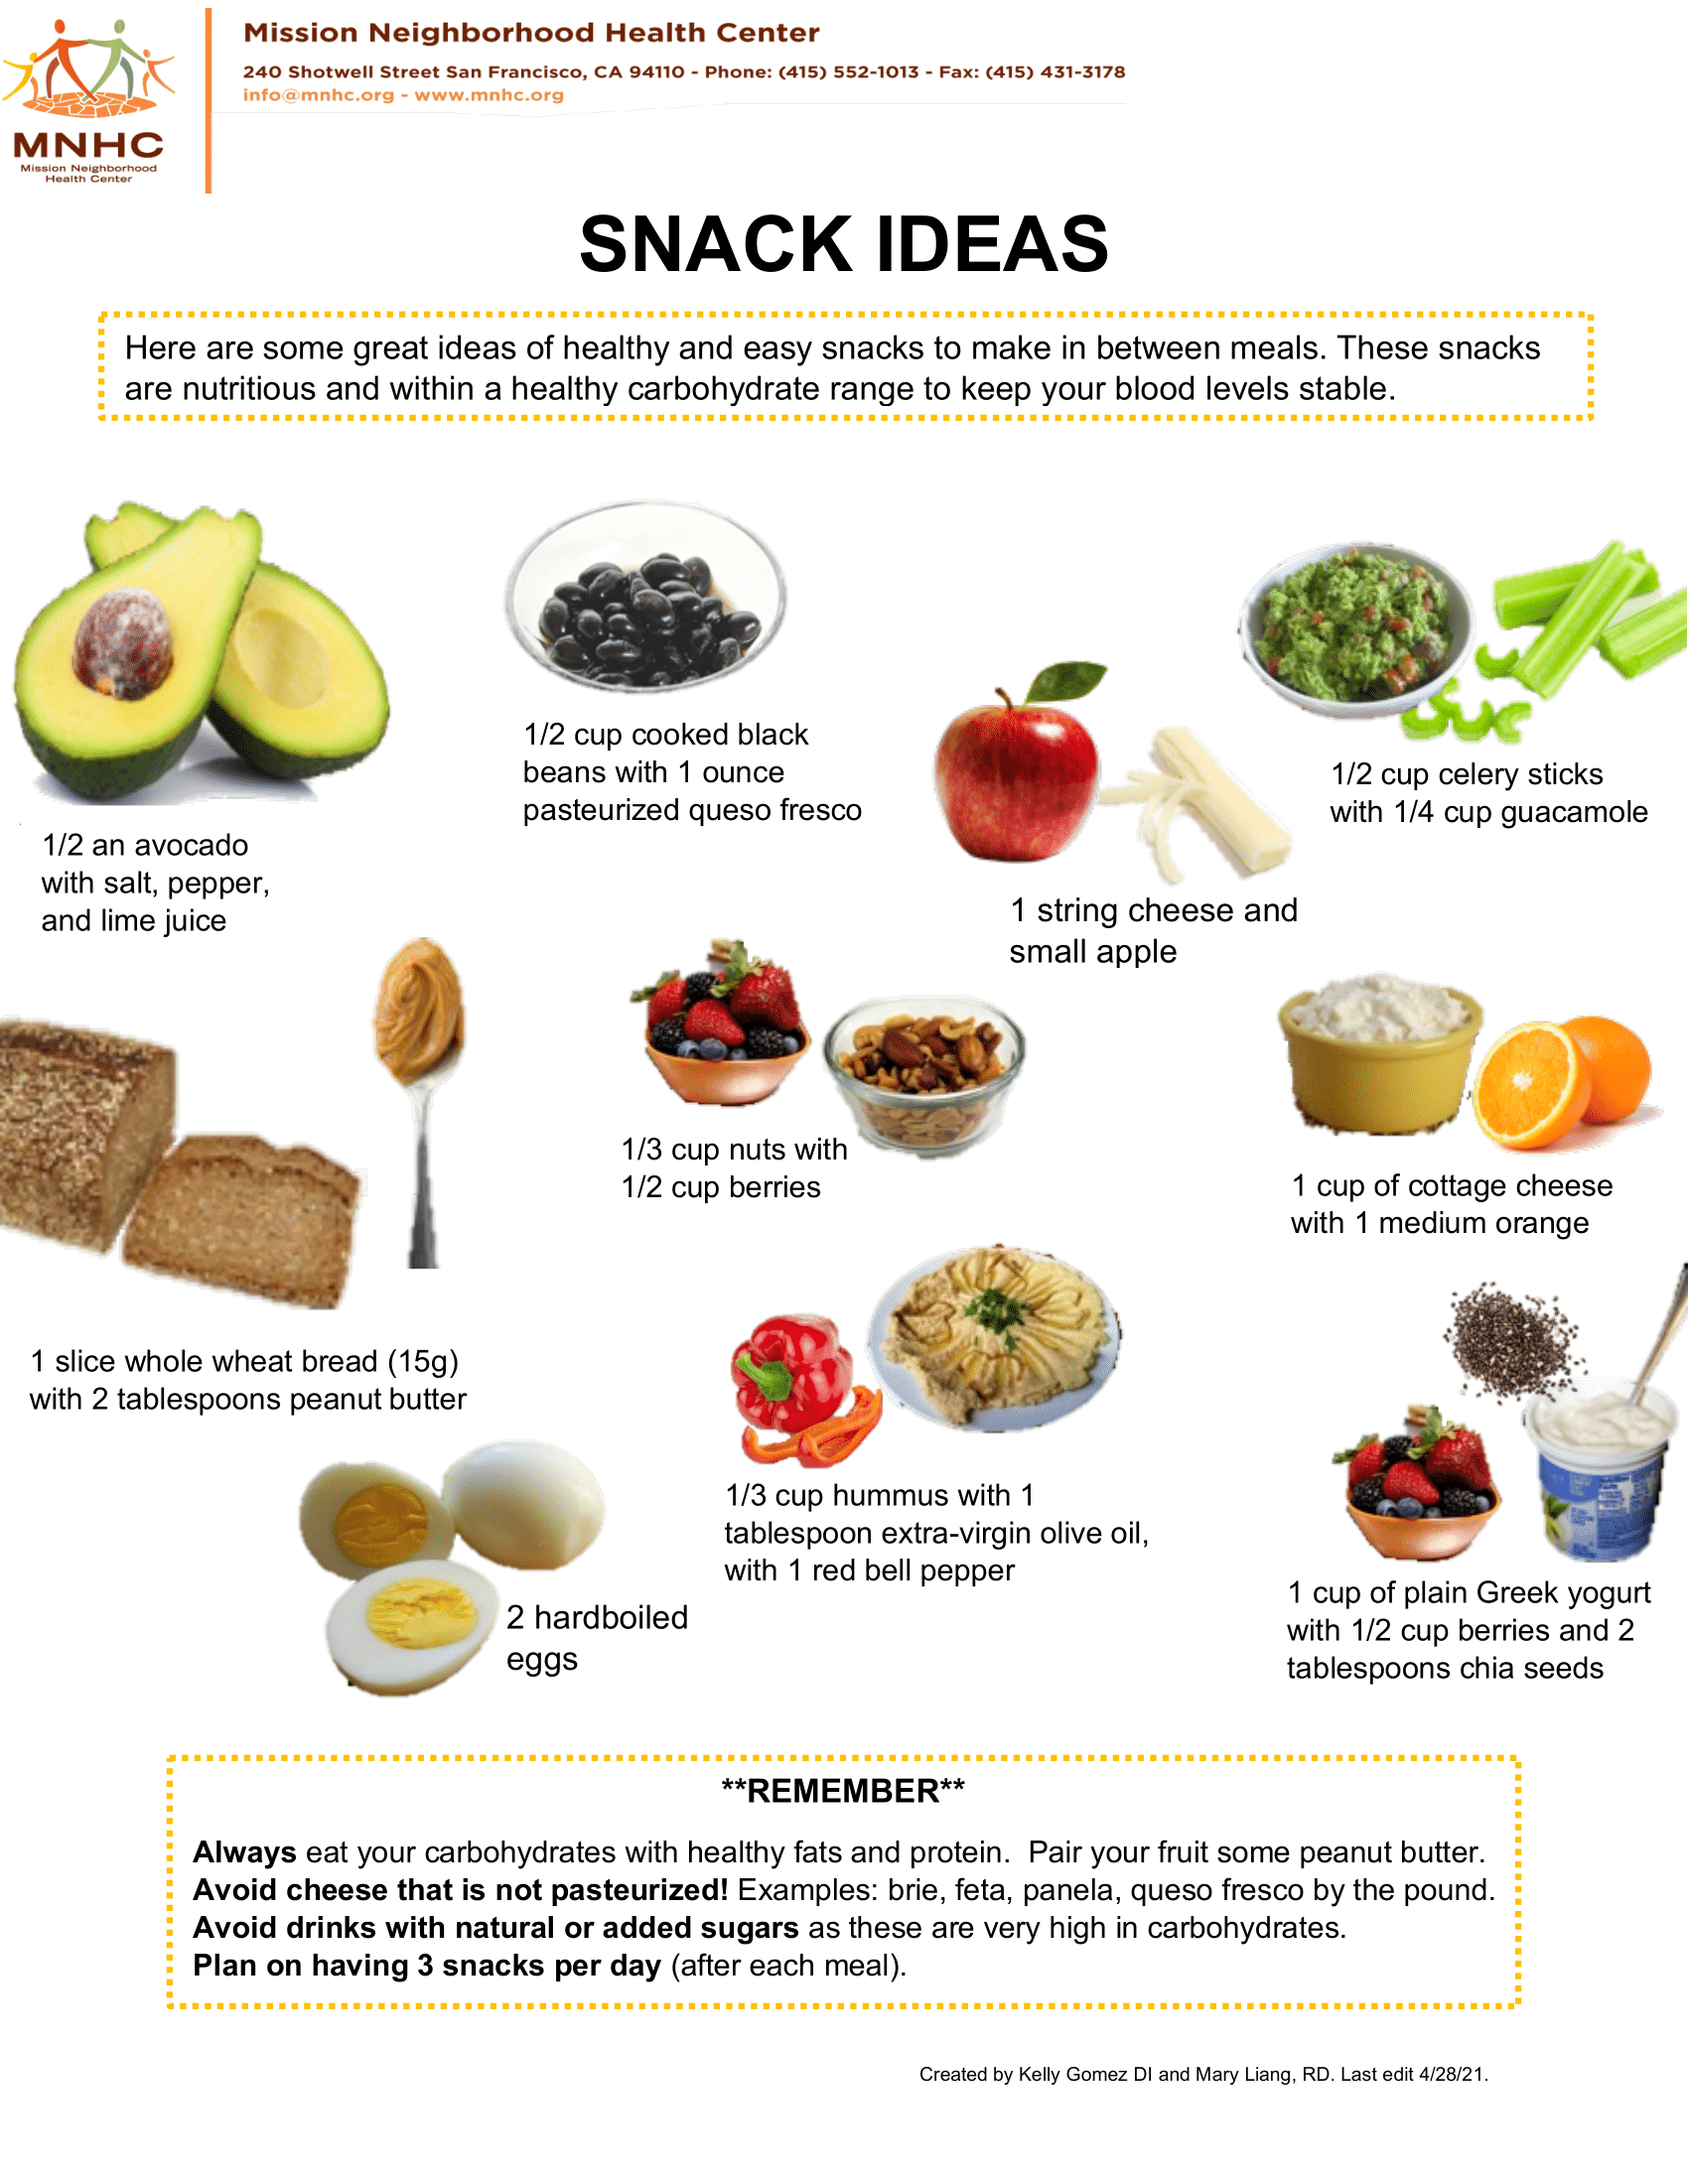 Mission Neighborhood Health Center
240 Shotwell Street San Francisco, CA 94110 - Phone: (415) 552-1013 - Fax: (415) 431-3178
info@mnhc.org - www.mnhc.org
MNHC
Mission Neighborhood
Health Center
SNACK IDEAS
Here are some great ideas of healthy and easy snacks to make in between meals. These snacks
are nutritious and within a healthy carbohydrate range to keep your blood levels stable.
1/2 an avocado
with salt, pepper,
and lime juice
1/2 cup cooked black
beans with 1 ounce
pasteurized queso fresco
1 string cheese and
small apple
1/2 cup celery sticks
with 1/4 cup guacamole
1 slice whole wheat bread (15g)
with 2 tablespoons peanut butter
1/3 cup nuts with
1/2 cup berries
1 cup of cottage cheese
with 1 medium orange
2 hardboiled
eggs
1/3 cup hummus with 1
tablespoon extra-virgin olive oil,
with 1 red bell pepper
1 cup of plain Greek yogurt
with 1/2 cup berries and 2
tablespoons chia seeds
**REMEMBER**
Always eat your carbohydrates with healthy fats and protein.  Pair your fruit some peanut butter.
Avoid cheese that is not pasteurized! Examples: brie, feta, panela, queso fresco by the pound.
Avoid drinks with natural or added sugars as these are very high in carbohydrates.
Plan on having 3 snacks per day (after each meal).
Created by Kelly Gomez DI and Mary Liang, RD. Last edit 4/28/21.